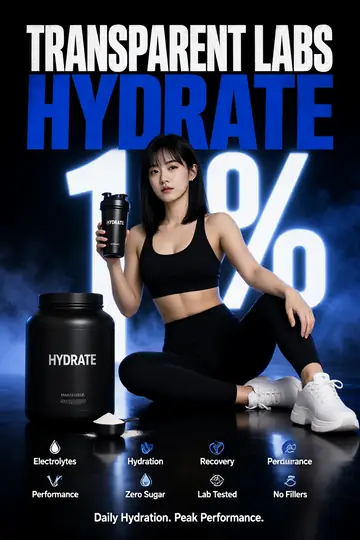 TRANSPARENT LABS
HYDRATE
1%
HYDRATE
HYDRATE
Electrolytes
Hydration
Recovery
Perdurance
Performance
Zero Sugar
Lab Tested
No Fillers
Daily Hydration. Peak Performance.